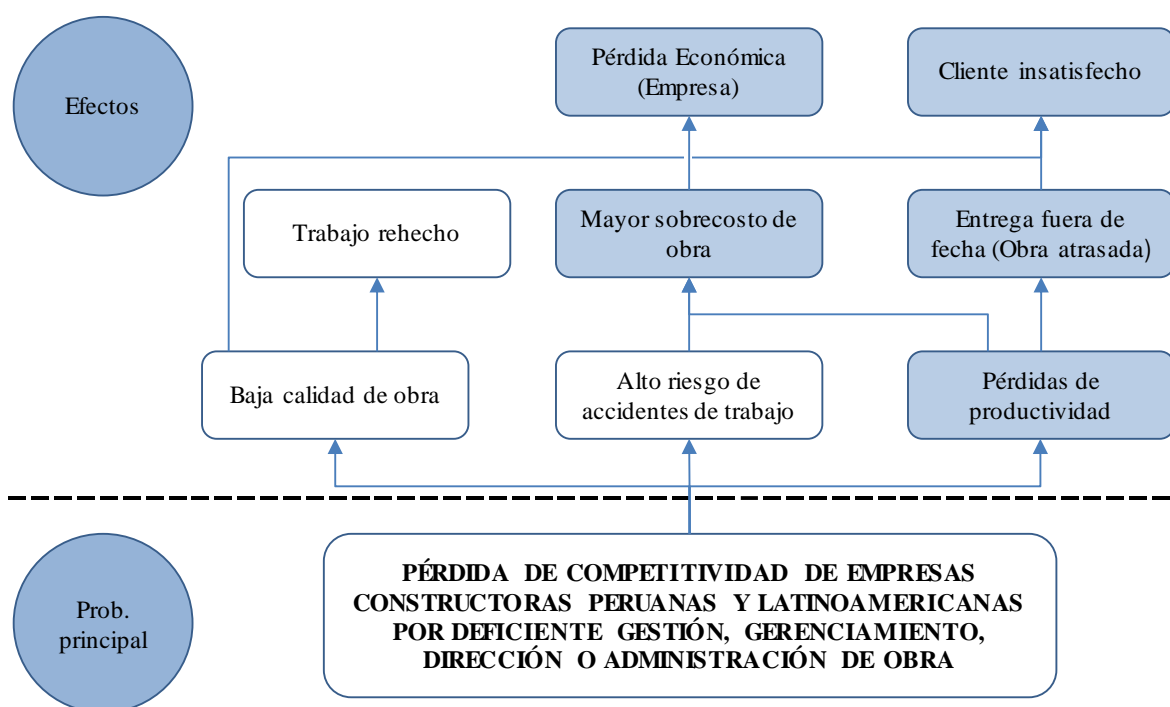 Efectos
Pérdida Económica
(Empresa)
Cliente insatisfecho
Trabajo rehecho
Mayor sobrecosto de
obra
Entrega fuera de
fecha (Obra atrasada)
Baja calidad de obra
Alto riesgo de
accidentes de trabajo
Pérdidas de
productividad
Prob.
principal
PÉRDIDA DE COMPETITIVIDAD DE EMPRESAS
CONSTRUCTORAS PERUANAS Y LATINOAMERICANAS
POR DEFICIENTE GESTIÓN, GERENCIAMIENTO,
DIRECCIÓN O ADMINISTRACIÓN DE OBRA